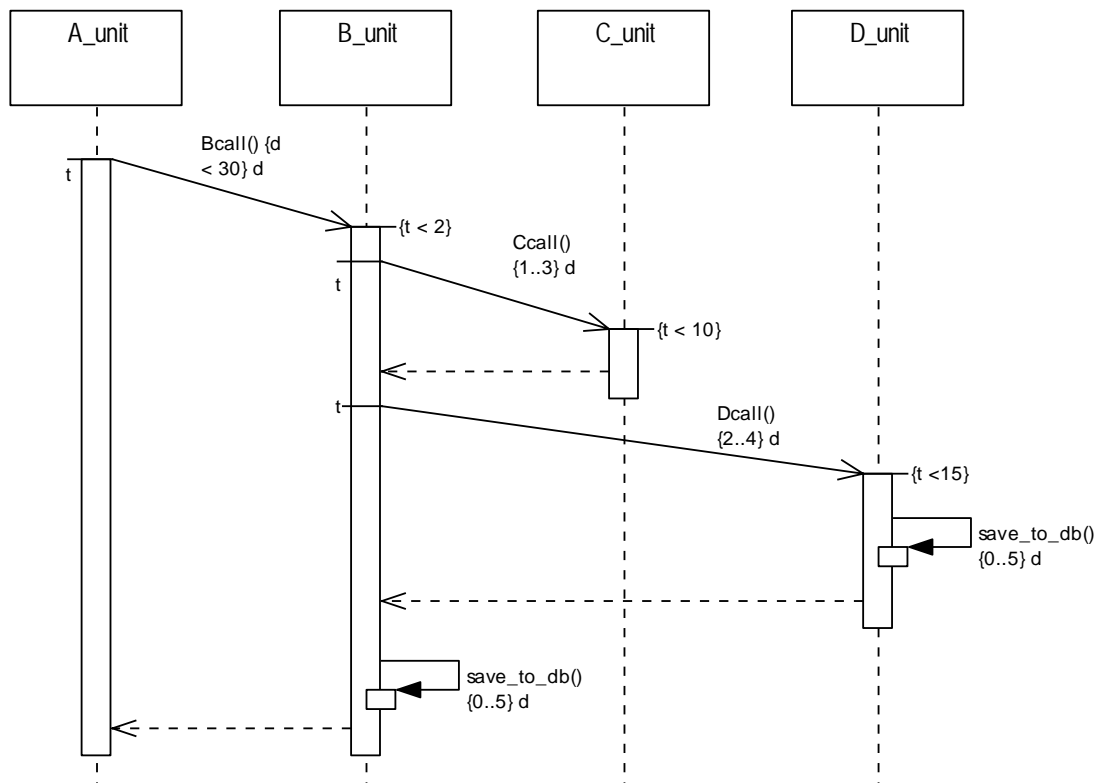 A_unit
B_unit
C_unit
D_unit
Bcall() {d
< 30} d
t
{t < 2}
Ccall()
{1..3} d
t
{t < 10}
t
Dcall()
{2..4} d
{t <15}
save_to_db()
{0..5} d
save_to_db()
{0..5} d